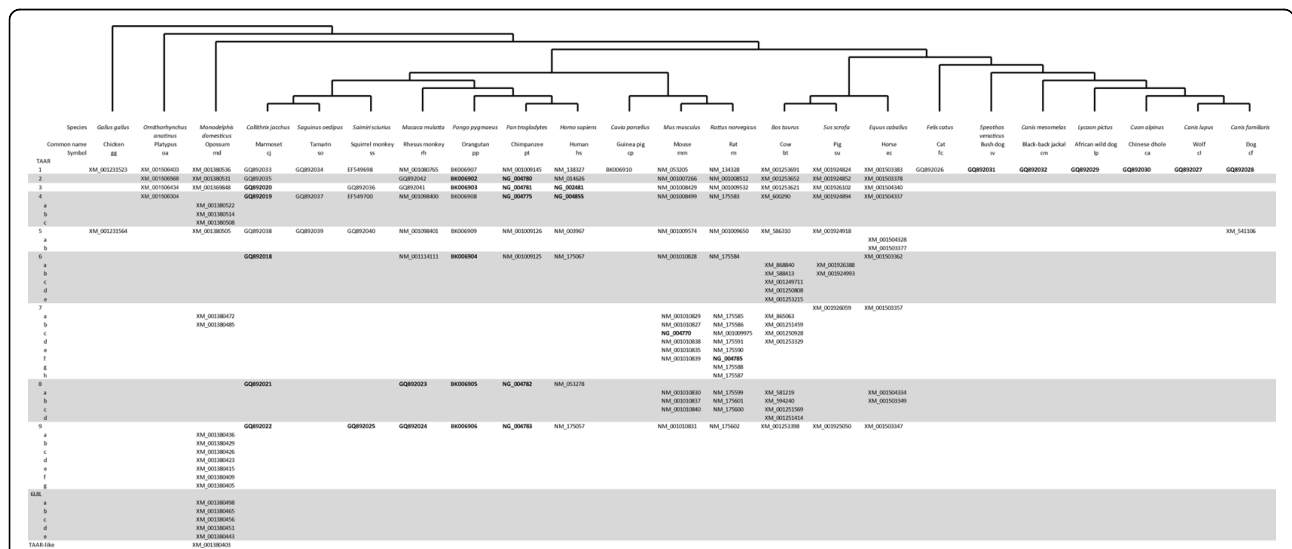 Species Gallus gallus Ornithorhynchus anatinus Monodelphis domesticus Callithrix jacchus Saguinus oedipus Saimiri sciurius Macaca mulatta Pongo pygmaeus Pan troglodytes Homo sapiens Cavia porcellus Mus musculus Rattus norvegicus Bos taurus Sus scrofa Equus caballus Felis catus Speothos venaticus Canis mesomelas Lycaon pictus Cuon alpinus Canis lupus Canis familiaris
Common name Chicken Platypus Opossum Marmoset Tamarin Squirrel monkey Rhesus monkey Orangutan Chimpanzee Human Guinea pig Mouse Rat Cow Pig Horse Cat Bush dog Black-back jackal African wild dog Chinese dhole Wolf Dog
Symbol gg oa md cj so ss rh pp pt hs cp mm rn bt su ec fc sv cm lp ca cl cf
TAAR
1 XM_001231523 XM_001506403 XM_001380536 GQ892033 GQ892034 EF549698 NM_001080765 BK006907 NM_001009145 NM_138327 BK006910 NM_053205 NM_134328 XM_001253691 XM_001924824 XM_001503383 GQ892026 GQ892031 GQ892032 GQ892029 GQ892030 GQ892027 GQ892028
2 XM_001506968 XM_001380531 GQ892035 GQ892042 BK006902 NG_004780 NM_014626 NM_001007266 NM_001008512 XM_001253652 XM_001924852 XM_001503378
3 XM_001506434 XM_001369848 GQ892020 GQ892036 GQ892041 BK006903 NG_004781 NG_002481 NM_001008429 NM_001009532 XM_001253621 XM_001926102 XM_001504340
4 XM_001506304 GQ892019 GQ892037 EF549700 NM_001098400 BK006908 NG_004775 NG_004855 NM_001008499 NM_175583 XM_600290 XM_001924894 XM_001504337
a XM_001380522
b XM_001380514
c XM_001380508
5 XM_001231564 XM_001380505 GQ892038 GQ892039 GQ892040 NM_001098401 BK006909 NM_001009126 NM_003967 NM_001009574 NM_001009650 XM_586310 XM_001924918 XM_541106
a XM_001504328
b XM_001503377
6 GQ892018 NM_001114111 BK006904 NM_001009125 NM_175067 NM_001010828 NM_175584 XM_001503362
a XM_868840 XM_001926388
b XM_588413 XM_001924993
c XM_001249711
d XM_001250808
e XM_001253215
7 XM_001926059 XM_001503357
a XM_001380472 NM_001010829 NM_175585 XM_865063
b XM_001380485 NM_001010827 NM_175586 XM_001251459
c NG_004770 NM_001009975 XM_001250928
d NM_001010838 NM_175591 XM_001253329
e NM_001010835 NM_175590
f NM_001010839 NG_004785
g NM_175588
h NM_175587
8 GQ892021 GQ892023 BK006905 NG_004782 NM_053278
a NM_001010830 NM_175599 XM_581219 XM_001504334
b NM_001010837 NM_175601 XM_594240 XM_001503349
c NM_001010840 NM_175600 XM_001251569
d XM_001251414
9 GQ892022 GQ892025 GQ892024 BK006906 NG_004783 NM_175057 NM_001010831 NM_175602 XM_001253398 XM_001925050 XM_001503347
a XM_001380436
b XM_001380429
c XM_001380426
d XM_001380423
e XM_001380415
f XM_001380409
g XM_001380405
a XM_001380498
b XM_001380465
c XM_001380456
d XM_001380451
e XM_001380443
TAAR-like XM_001380403